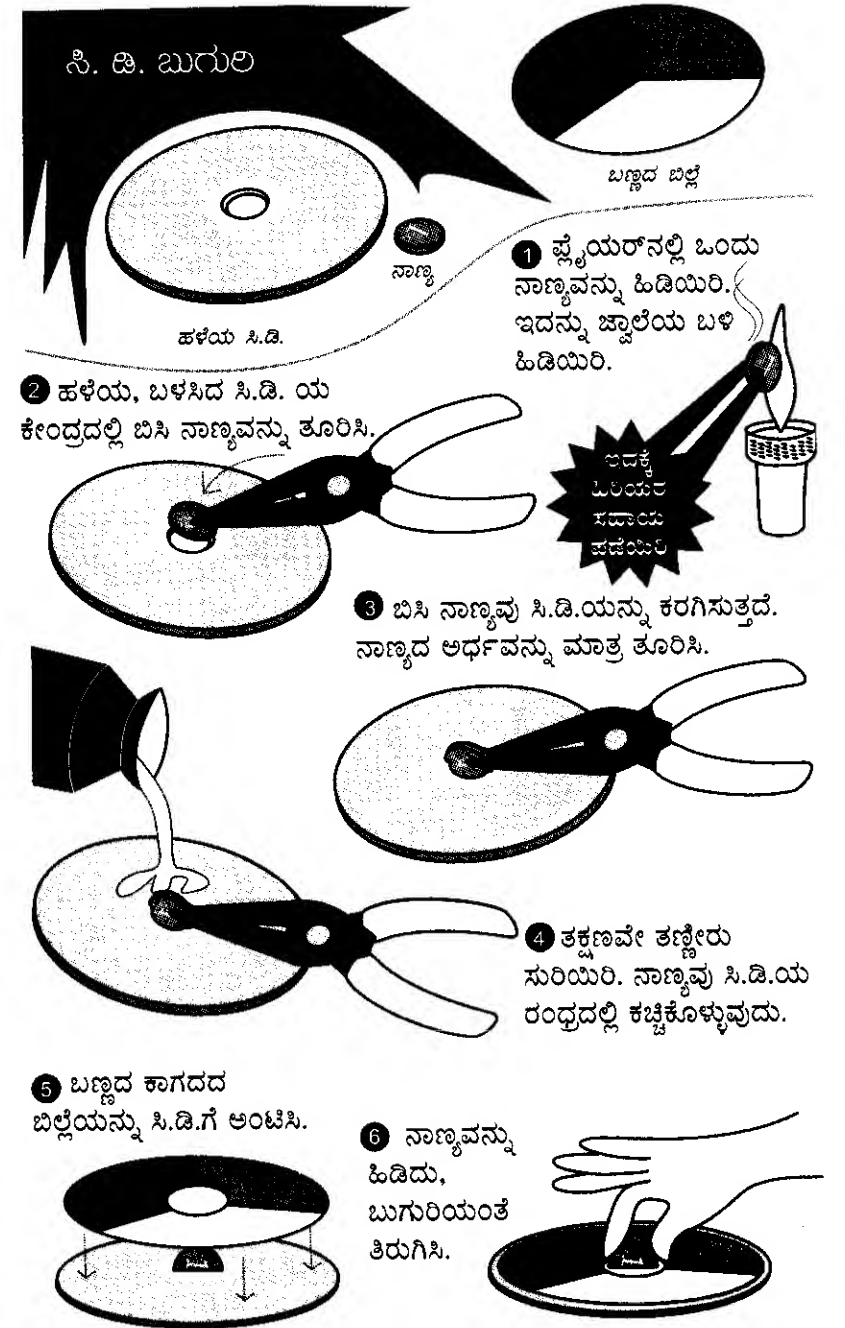 ಸಿ. ಡಿ. ಬುಗುರಿ
ಬಣ್ಣದ ಬಿಲ್ಲೆ
ನಾಣ್ಯ
ಹಳೆಯ ಸಿ.ಡಿ.
1 ಪ್ಲೈಯರ್‌ನಲ್ಲಿ ಒಂದು
ನಾಣ್ಯವನ್ನು ಹಿಡಿಯಿರಿ.
ಇದನ್ನು ಜ್ವಾಲೆಯ ಬಳಿ
ಹಿಡಿಯಿರಿ.
ಇದಕ್ಕೆ
ಹಿರಿಯರ
ಸಹಾಯ
ಪಡೆಯಿರಿ
2 ಹಳೆಯ, ಬಳಸಿದ ಸಿ.ಡಿ. ಯ
ಕೇಂದ್ರದಲ್ಲಿ ಬಿಸಿ ನಾಣ್ಯವನ್ನು ತೂರಿಸಿ.
3 ಬಿಸಿ ನಾಣ್ಯವು ಸಿ.ಡಿ.ಯನ್ನು ಕರಗಿಸುತ್ತದೆ.
ನಾಣ್ಯದ ಅರ್ಧವನ್ನು ಮಾತ್ರ ತೂರಿಸಿ.
4 ತಕ್ಷಣವೇ ತಣ್ಣೀರು
ಸುರಿಯಿರಿ. ನಾಣ್ಯವು ಸಿ.ಡಿ.ಯ
ರಂಧ್ರದಲ್ಲಿ ಕಚ್ಚಿಕೊಳ್ಳುವುದು.
5 ಬಣ್ಣದ ಕಾಗದದ
ಬಿಲ್ಲೆಯನ್ನು ಸಿ.ಡಿ.ಗೆ ಅಂಟಿಸಿ.
6 ನಾಣ್ಯವನ್ನು
ಹಿಡಿದು,
ಬುಗುರಿಯಂತೆ
ತಿರುಗಿಸಿ.